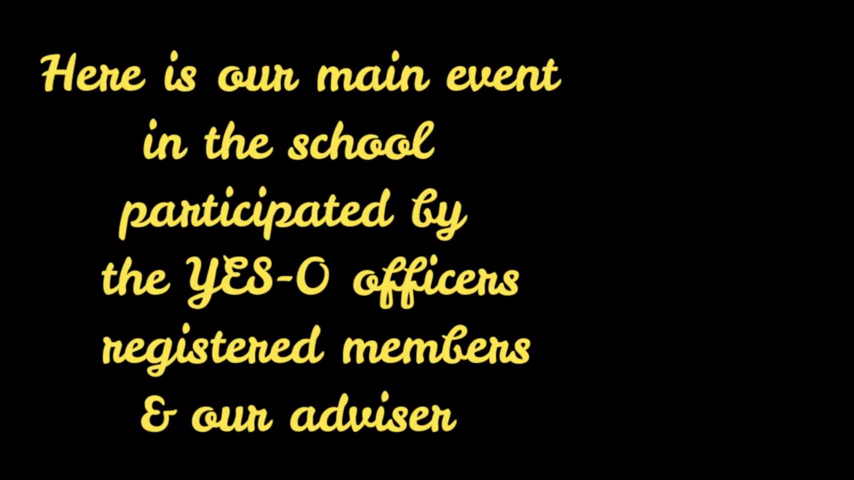 Here is our main event
in the school
participated by
the YES-O officers
registered members
& our adviser